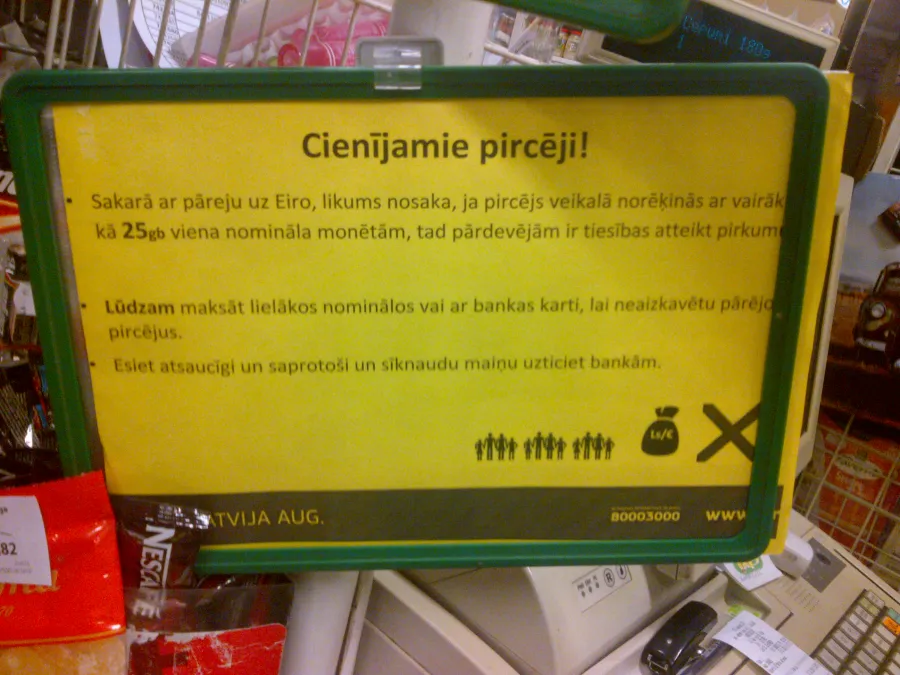 Cienījamie pircēji!
• Sakarā ar pāreju uz Eiro, likums nosaka, ja pircējs veikalā norēķinās ar vairāk
kā 25gb viena nomināla monētām, tad pārdevējām ir tiesības atteikt pirkum
• Lūdzam maksāt lielākos nominālos vai ar bankas karti, lai neaizkavētu pārējo
pircējus.
• Esiet atsaucīgi un saprotoši un sīknaudu maiņu uzticiet bankām.
Ls/€
ATVIJA AUG.
80003000
www.
NESCAFÉ
82
70